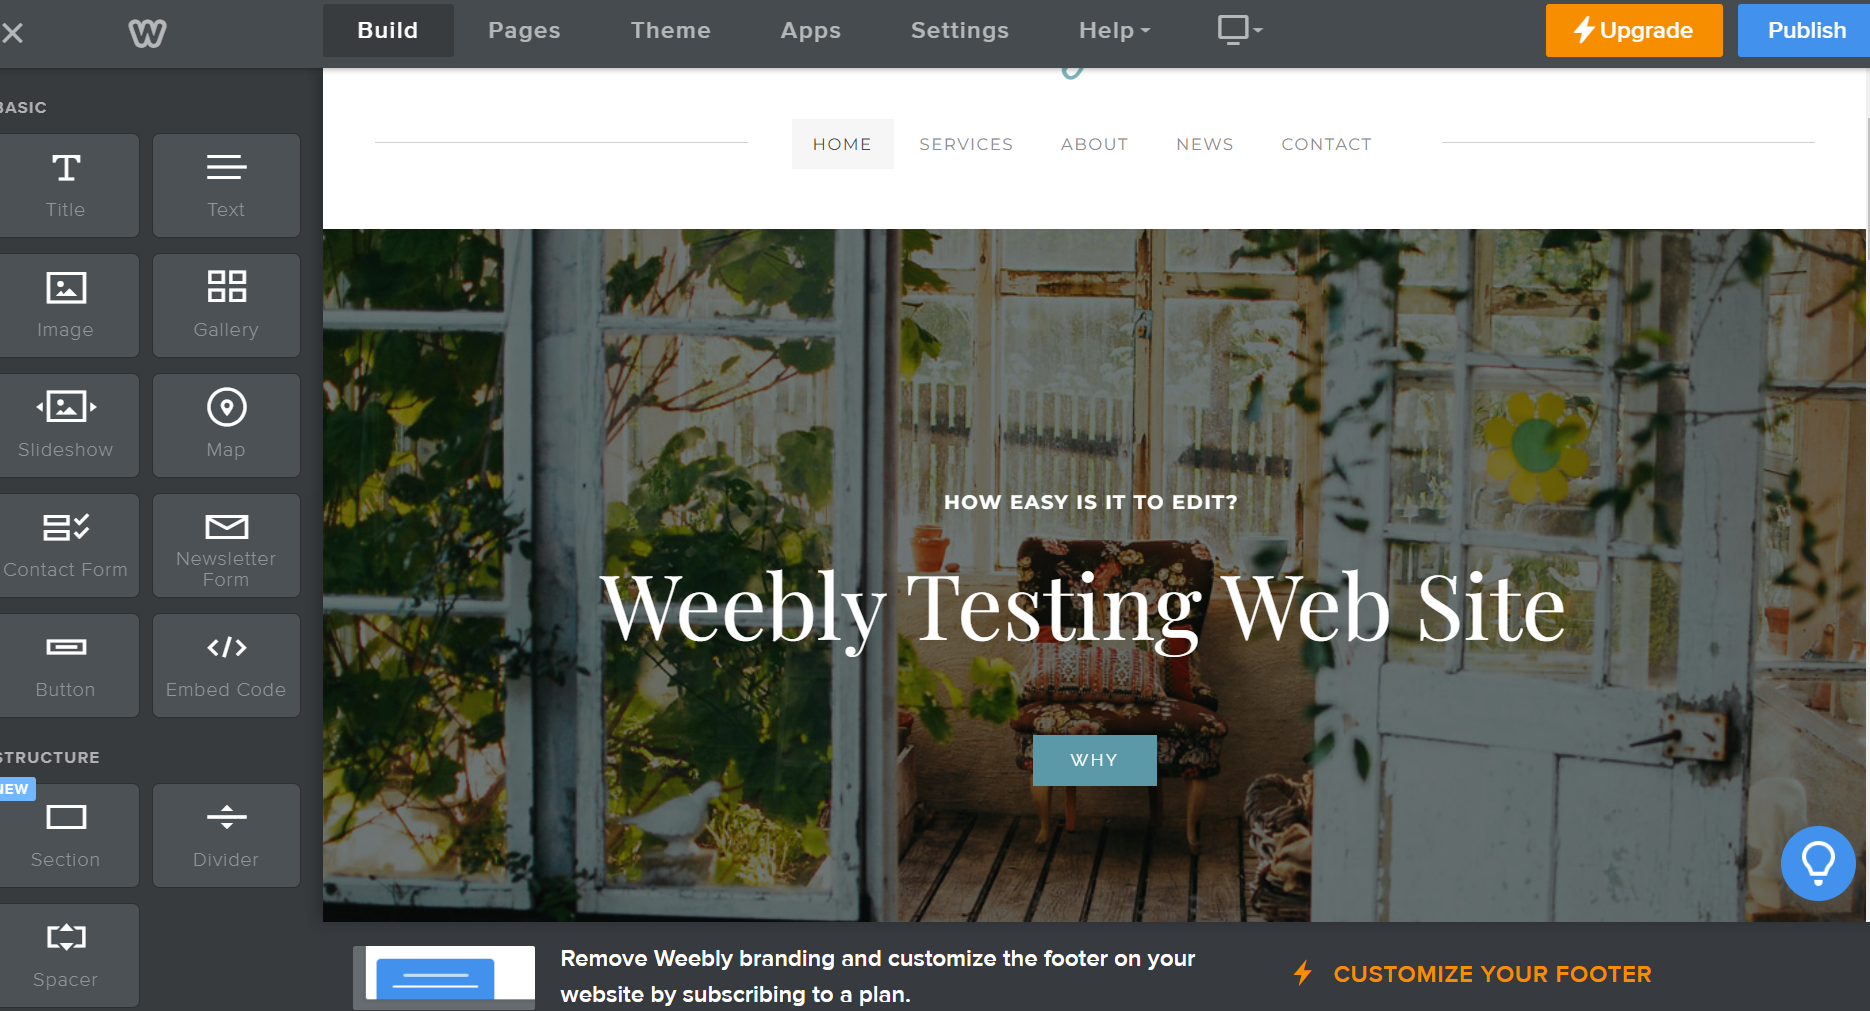 Build Pages Theme Apps Settings Help Upgrade Publish
BASIC
Title Text
Image Gallery
Slideshow Map
Contact Form Newsletter
Form
Button Embed Code
STRUCTURE
NEW
Section Divider
Spacer
HOME SERVICES ABOUT NEWS CONTACT
HOW EASY IS IT TO EDIT?
Weebly Testing Web Site
WHY
Remove Weebly branding and customize the footer on your
website by subscribing to a plan.
CUSTOMIZE YOUR FOOTER